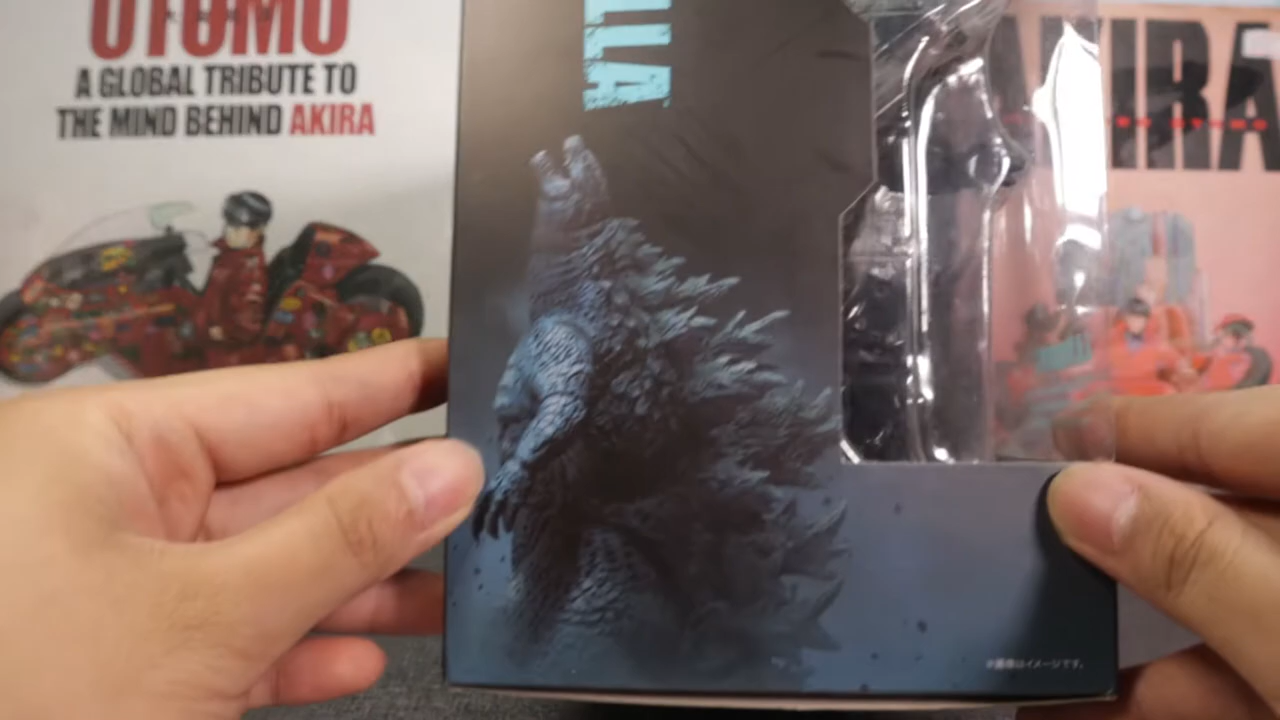 OTOMO
A GLOBAL TRIBUTE TO
THE MIND BEHIND AKIRA
LLA
AKIRA
※画像はイメージです。